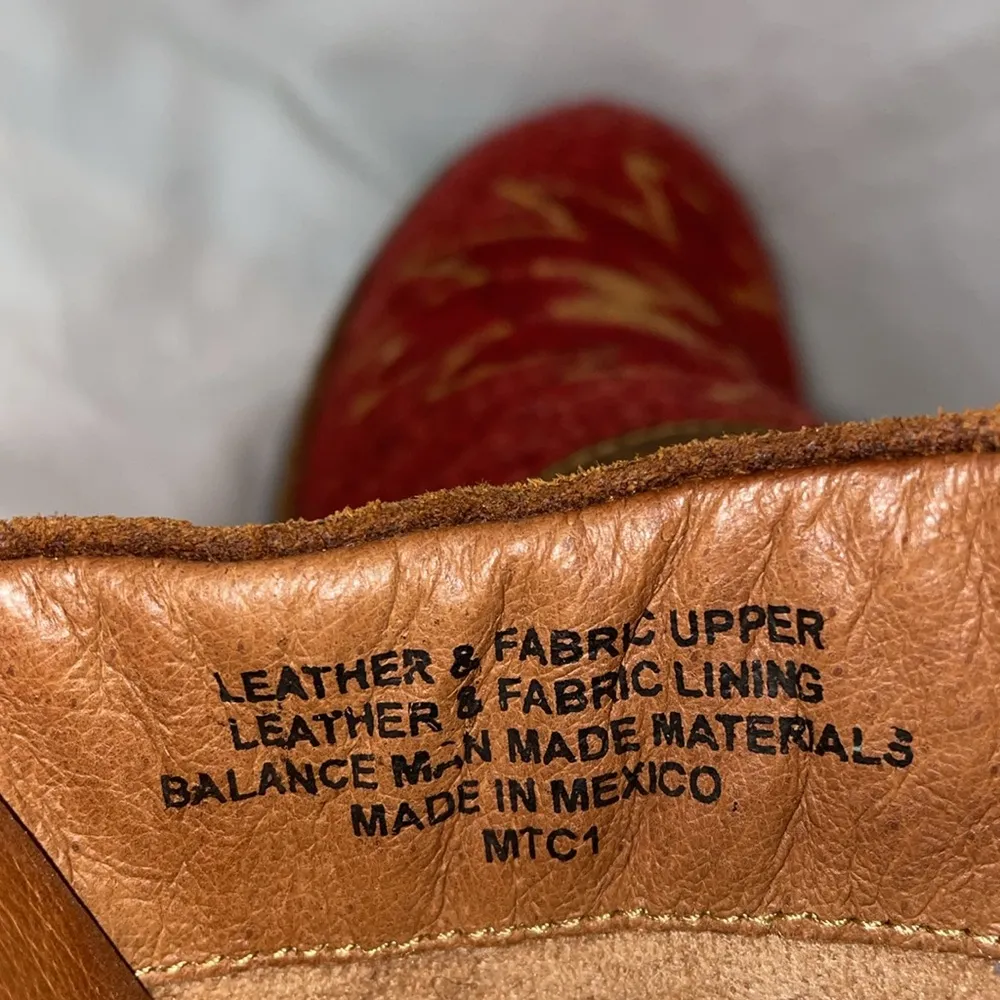 LEATHER & FABRIC UPPER
LEATHER & FABRIC LINING
BALANCE MAN MADE MATERIALS
MADE IN MEXICO
MTC1